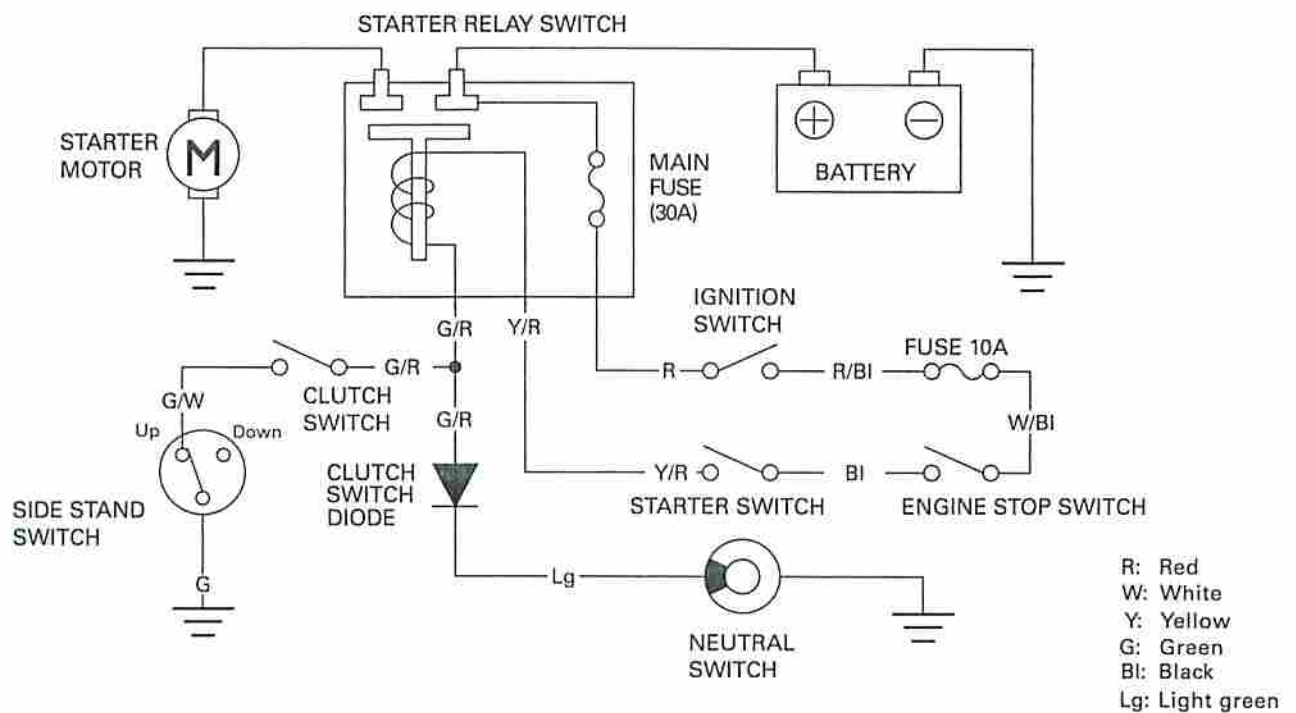 STARTER RELAY SWITCH
STARTER
MOTOR
M
MAIN
FUSE
(30A)
+
−
BATTERY
G/R
Y/R
IGNITION
SWITCH
FUSE 10A
R
R/Bl
G/R
CLUTCH
SWITCH
G/W
Up
Down
G/R
W/Bl
CLUTCH
SWITCH
DIODE
Y/R
Bl
STARTER SWITCH
ENGINE STOP SWITCH
SIDE STAND
SWITCH
G
Lg
NEUTRAL
SWITCH
R: Red
W: White
Y: Yellow
G: Green
Bl: Black
Lg: Light green